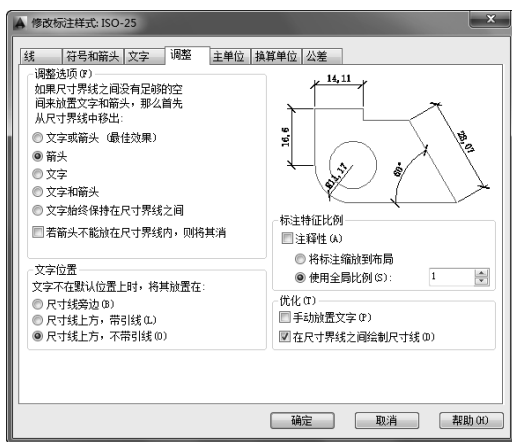 修改标注样式: ISO-25
线
符号和箭头
文字
调整
主单位
换算单位
公差
调整选项(F)
如果尺寸界线之间没有足够的空
间来放置文字和箭头，那么首先
从尺寸界线中移出:
文字或箭头 (最佳效果)
箭头
文字
文字和箭头
文字始终保持在尺寸界线之间
若箭头不能放在尺寸界线内，则将其消
文字位置
文字不在默认位置上时，将其放置在:
尺寸线旁边(B)
尺寸线上方，带引线(L)
尺寸线上方，不带引线(O)
14,11
16,6
28,07
60°
标注特征比例
注释性(A)
将标注缩放到布局
使用全局比例(S):
1
优化(T)
手动放置文字(P)
在尺寸界线之间绘制尺寸线(D)
确定
取消
帮助(H)